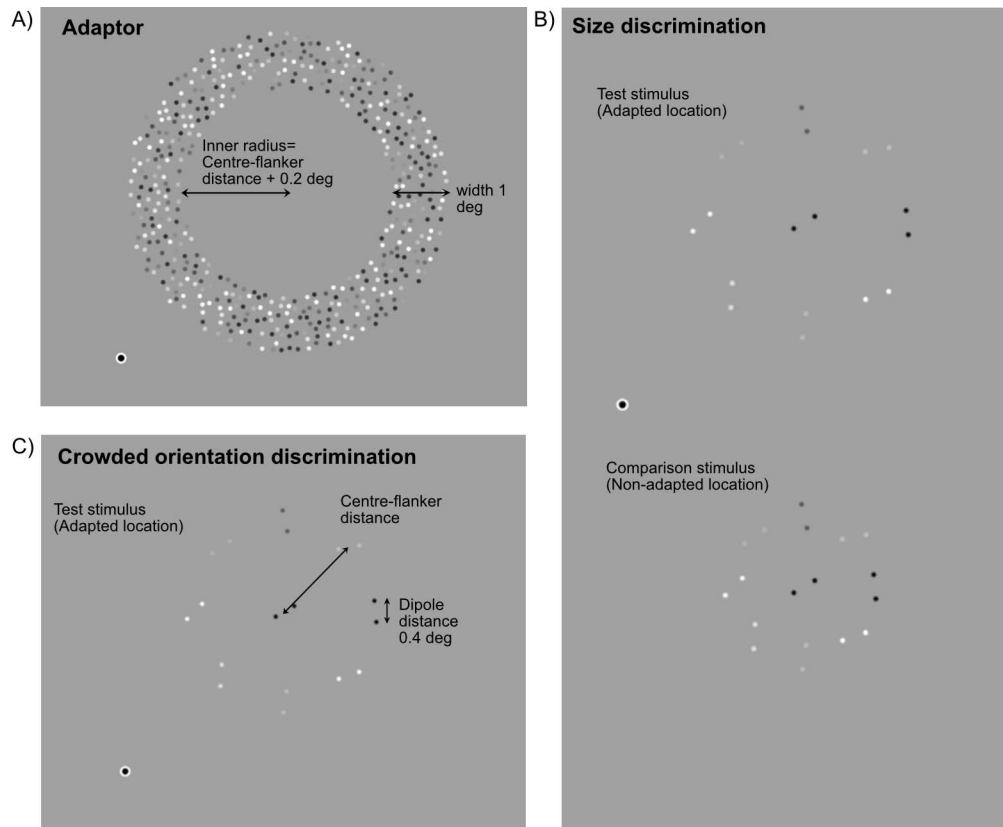 A)
Adaptor
Inner radius=
Centre-flanker
distance + 0.2 deg
width 1
deg
B)
Size discrimination
Test stimulus
(Adapted location)
Comparison stimulus
(Non-adapted location)
C)
Crowded orientation discrimination
Test stimulus
(Adapted location)
Centre-flanker
distance
Dipole
distance
0.4 deg